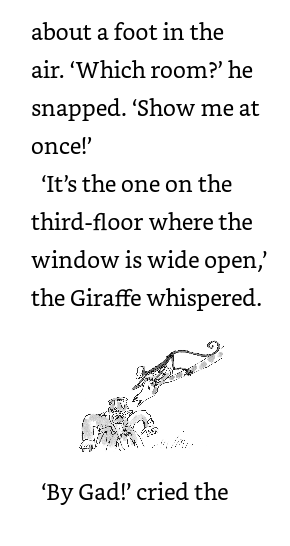 about a foot in the
air. ‘Which room?’ he
snapped. ‘Show me at
once!’
‘It’s the one on the
third-floor where the
window is wide open,’
the Giraffe whispered.
‘By Gad!’ cried the